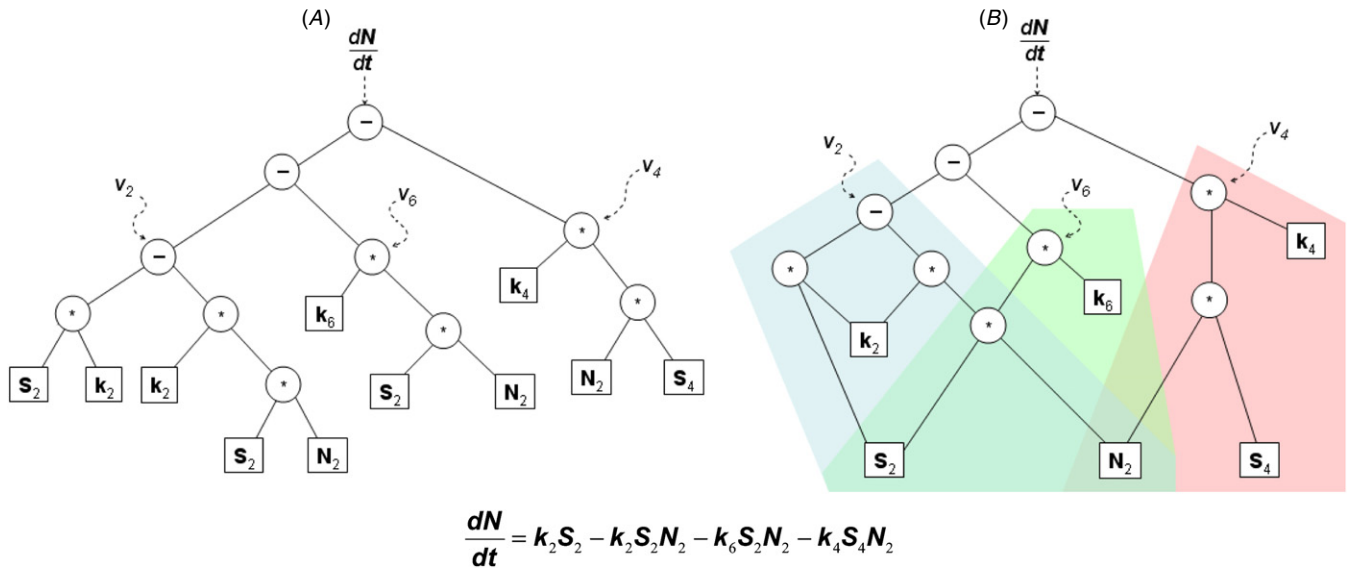 (A) (B)
dN/dt dN/dt
− −
v₂ − v₆ v₄ v₂ − v₆ v₄
− * * − * *
k₄ k₄
* * k₆ * * * k₆ *
S₂ k₂ k₂ * * N₂ S₄ k₂ *
S₂ N₂
S₂ N₂ S₂ N₂ S₄
dN/dt = k₂S₂ − k₂S₂N₂ − k₆S₂N₂ − k₄S₄N₂